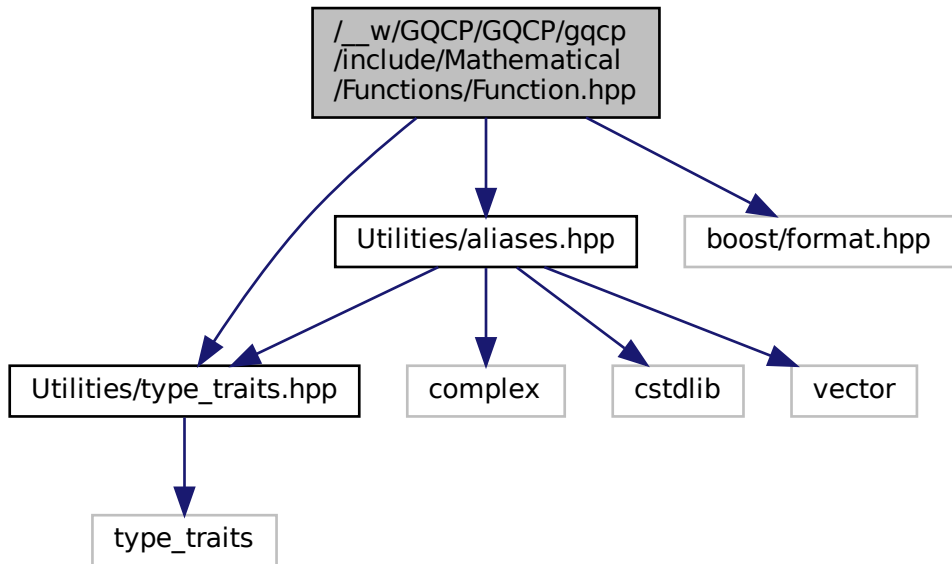 /__w/GQCP/GQCP/gqcp
/include/Mathematical
/Functions/Function.hpp
Utilities/aliases.hpp
boost/format.hpp
Utilities/type_traits.hpp
complex
cstdlib
vector
type_traits